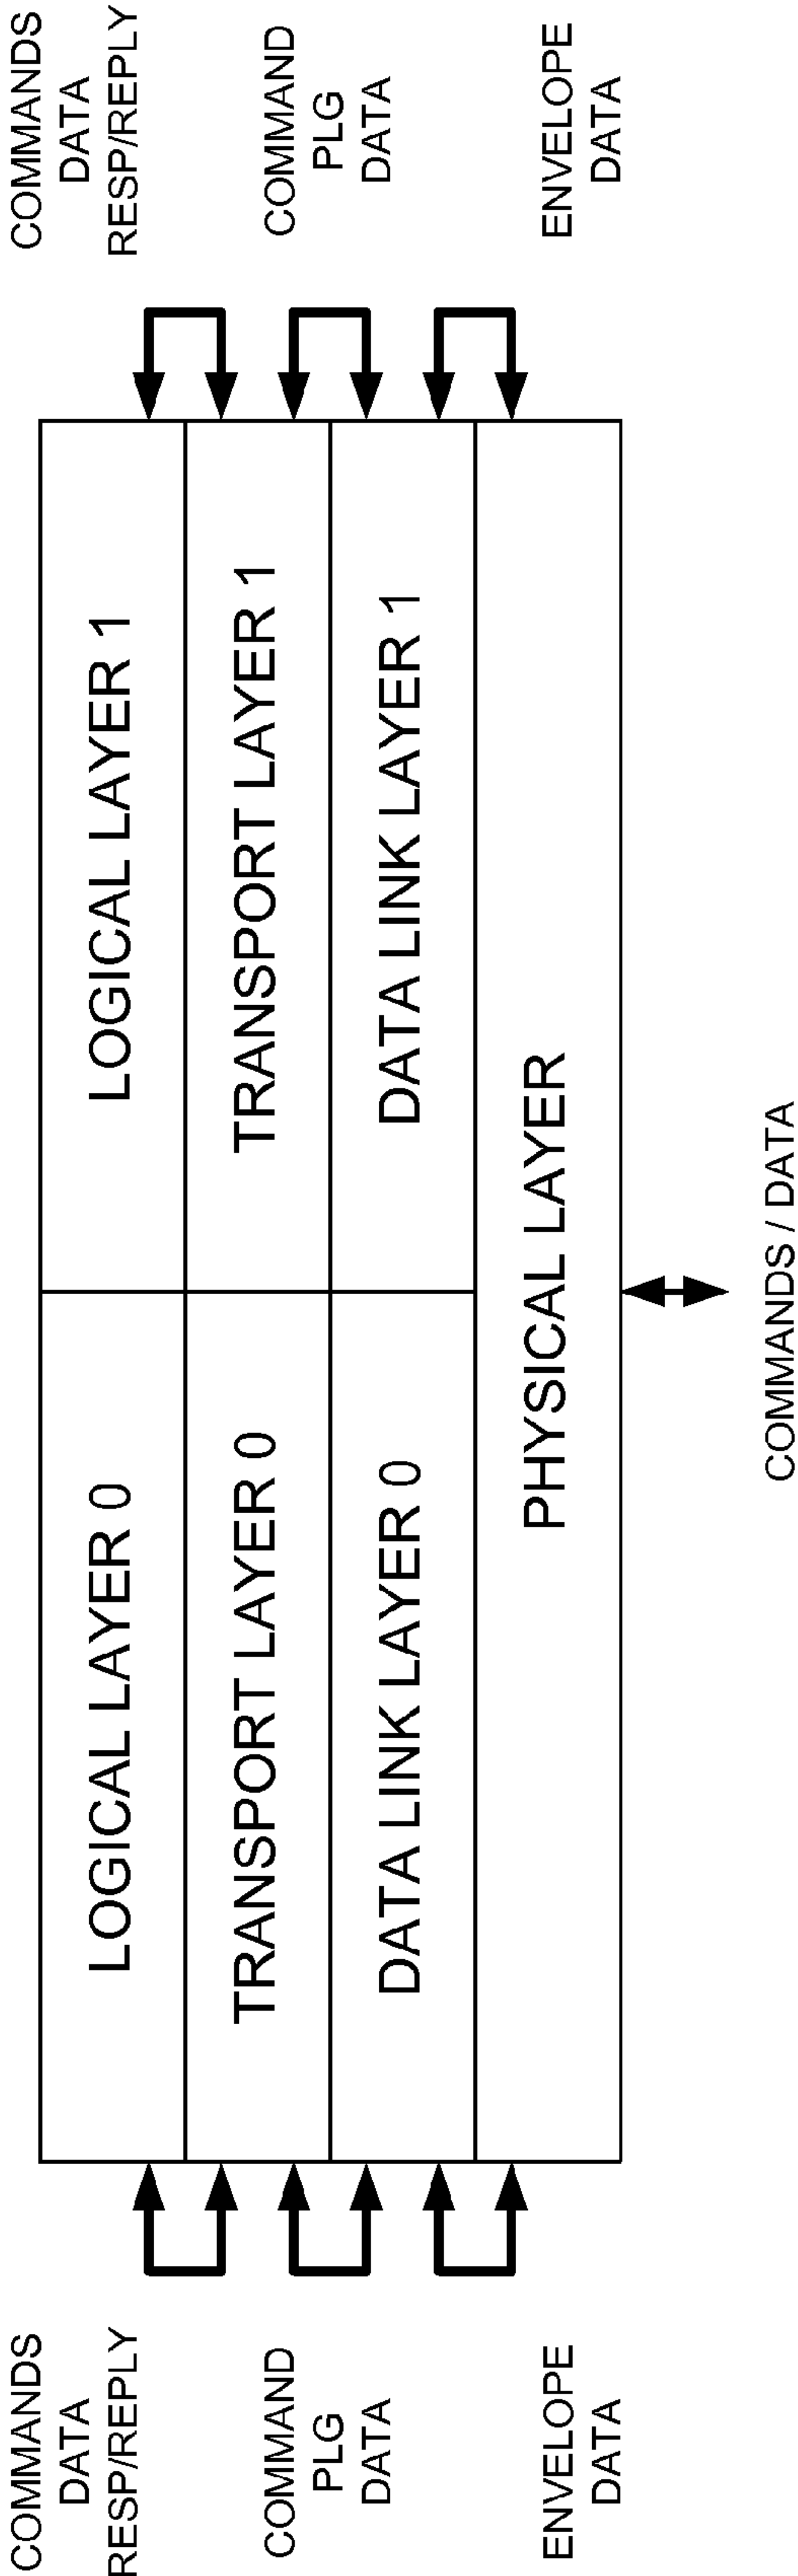 COMMANDS
DATA
RESP/REPLY
COMMAND
PLG
DATA
ENVELOPE
DATA
LOGICAL LAYER 0
LOGICAL LAYER 1
TRANSPORT LAYER 0
TRANSPORT LAYER 1
DATA LINK LAYER 0
DATA LINK LAYER 1
PHYSICAL LAYER
COMMANDS / DATA
COMMANDS
DATA
RESP/REPLY
COMMAND
PLG
DATA
ENVELOPE
DATA